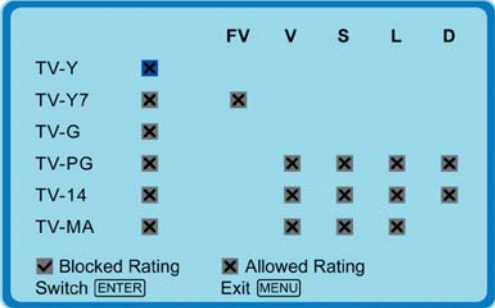 FV V S L D
TV-Y
TV-Y7
TV-G
TV-PG
TV-14
TV-MA
Blocked Rating Allowed Rating
Switch ENTER Exit MENU